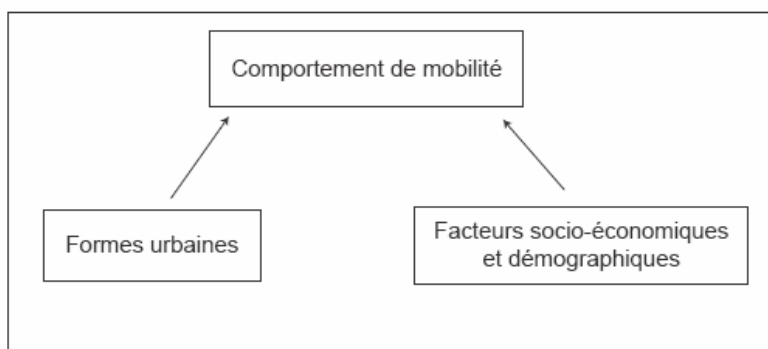 Comportement de mobilité
Formes urbaines
Facteurs socio-économiques
et démographiques